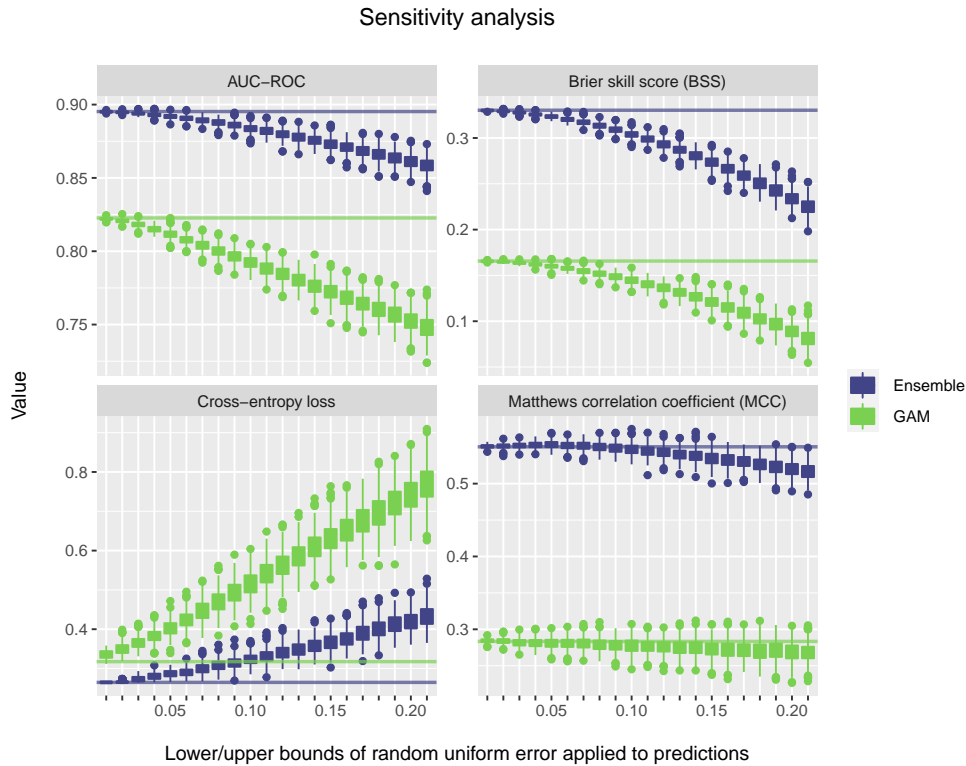 Sensitivity analysis
AUC−ROC
Brier skill score (BSS)
0.90
0.85
0.80
0.75
0.3
0.2
0.1
Value
Cross−entropy loss
Matthews correlation coefficient (MCC)
0.8
0.6
0.4
0.5
0.4
0.3
Ensemble
GAM
0.05 0.10 0.15 0.20
0.05 0.10 0.15 0.20
Lower/upper bounds of random uniform error applied to predictions